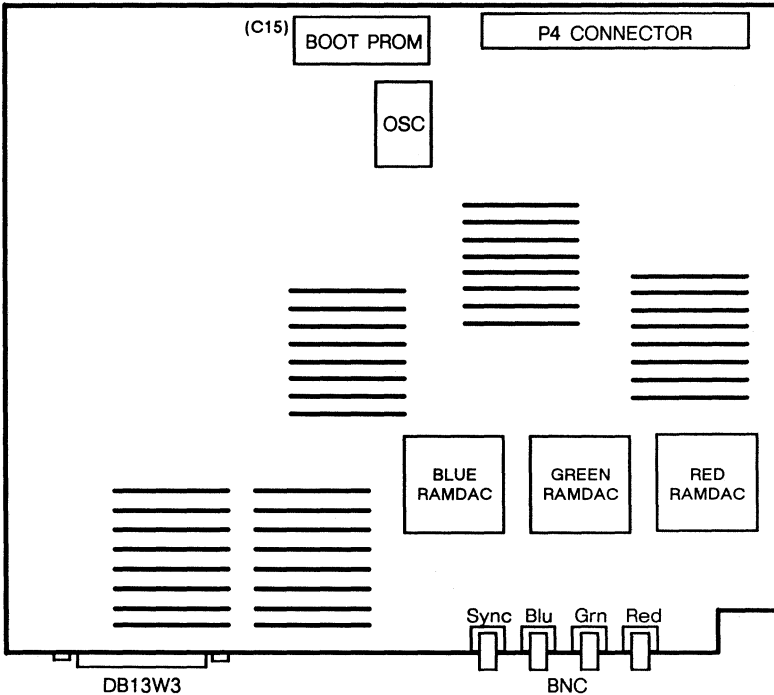 (C15)
BOOT PROM
P4 CONNECTOR
OSC
BLUE
RAMDAC
GREEN
RAMDAC
RED
RAMDAC
Sync Blu Grn Red
DB13W3
BNC